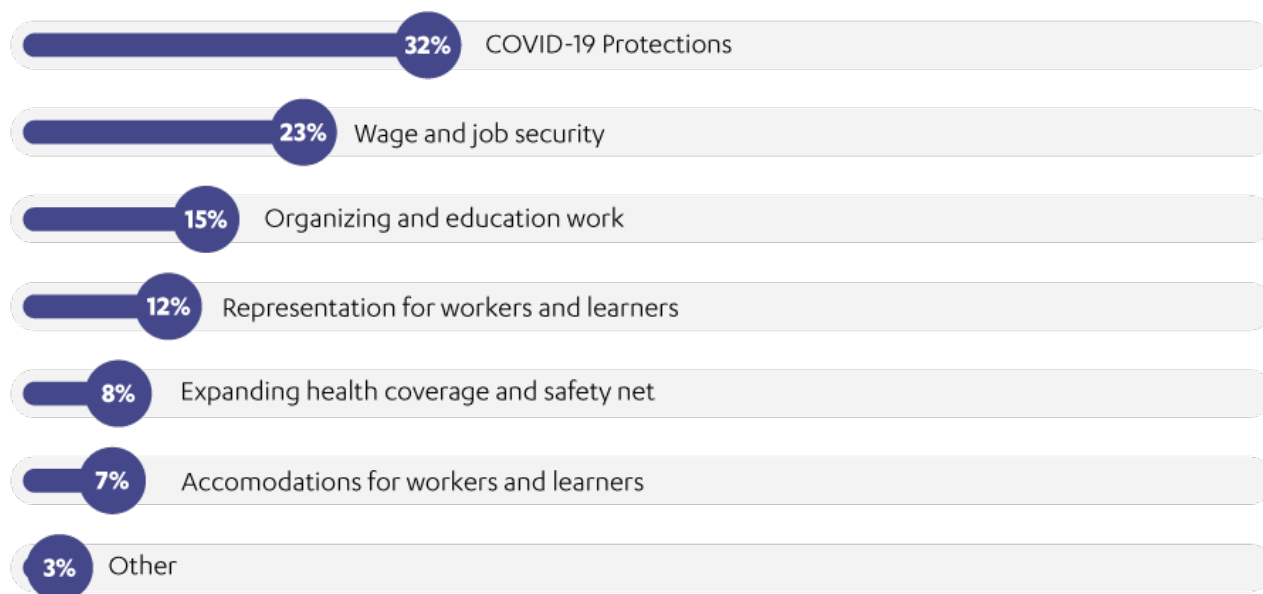 32% COVID-19 Protections
23% Wage and job security
15% Organizing and education work
12% Representation for workers and learners
8% Expanding health coverage and safety net
7% Accomodations for workers and learners
3% Other